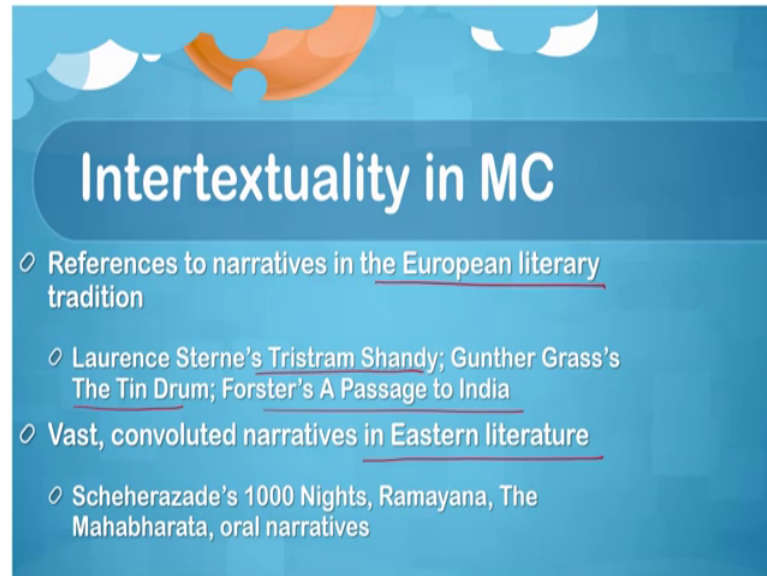 Intertextuality in MC
References to narratives in the European literary
tradition
Laurence Sterne's Tristram Shandy; Gunther Grass's
The Tin Drum; Forster's A Passage to India
Vast, convoluted narratives in Eastern literature
Scheherazade's 1000 Nights, Ramayana, The
Mahabharata, oral narratives